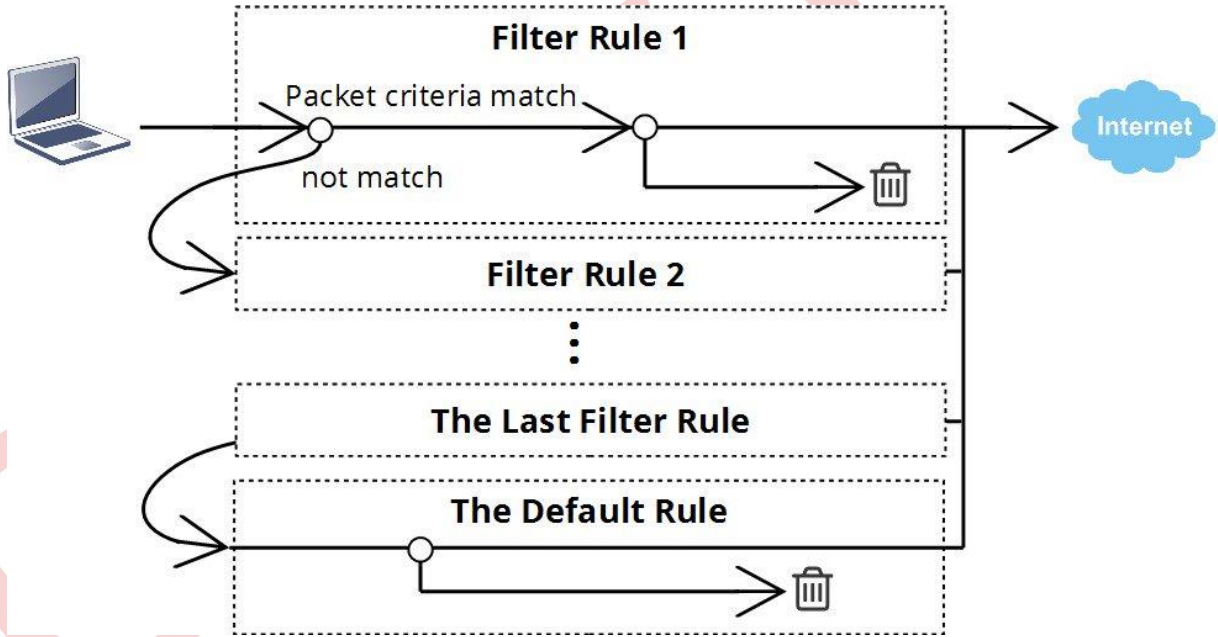 Filter Rule 1
Packet criteria match
Internet
not match
Filter Rule 2
The Last Filter Rule
The Default Rule